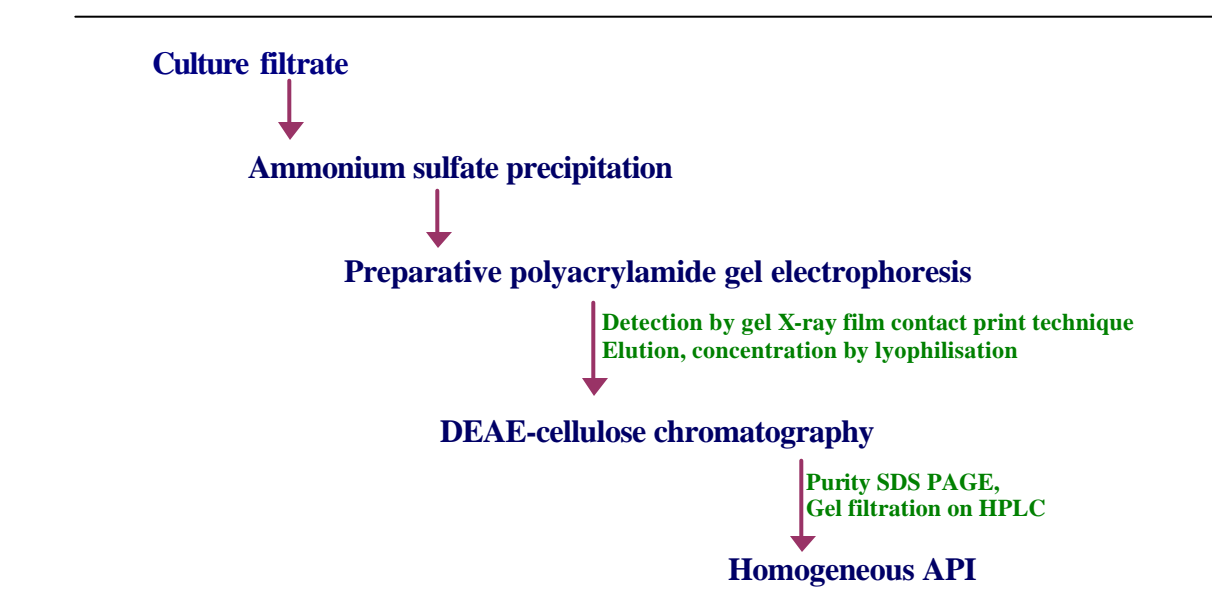 Culture filtrate
Ammonium sulfate precipitation
Preparative polyacrylamide gel electrophoresis
Detection by gel X-ray film contact print technique
Elution, concentration by lyophilisation
DEAE-cellulose chromatography
Purity SDS PAGE,
Gel filtration on HPLC
Homogeneous API